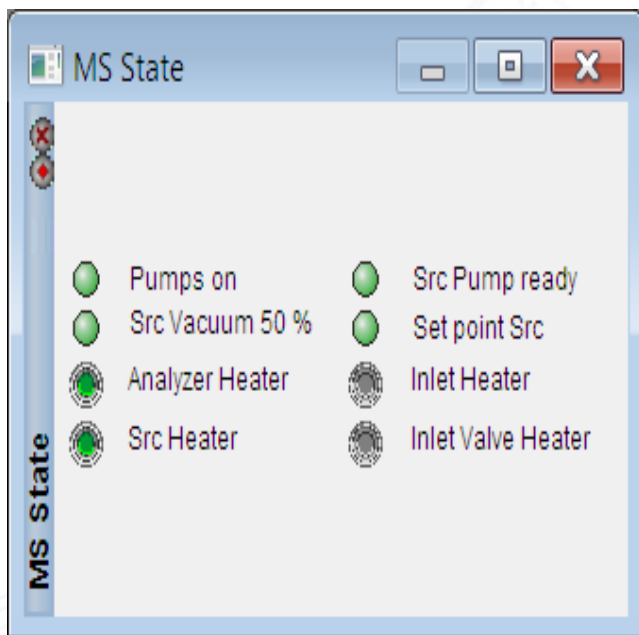 MS State
MS State
Pumps on
Src Pump ready
Src Vacuum 50 %
Set point Src
Analyzer Heater
Inlet Heater
Src Heater
Inlet Valve Heater